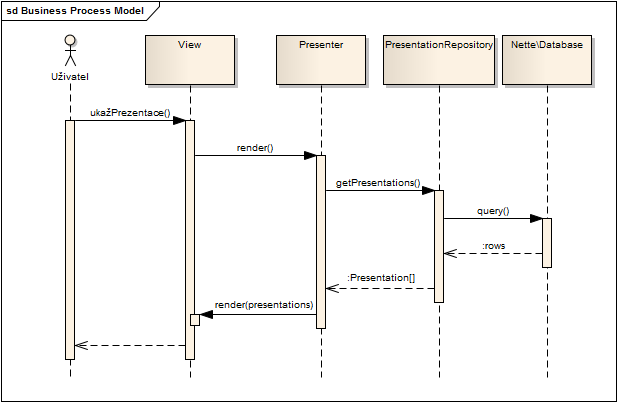 sd Business Process Model
Uživatel
View
Presenter
PresentationRepository
Nette\Database
ukažPrezentace()
render()
getPresentations()
query()
:rows
:Presentation[]
render(presentations)